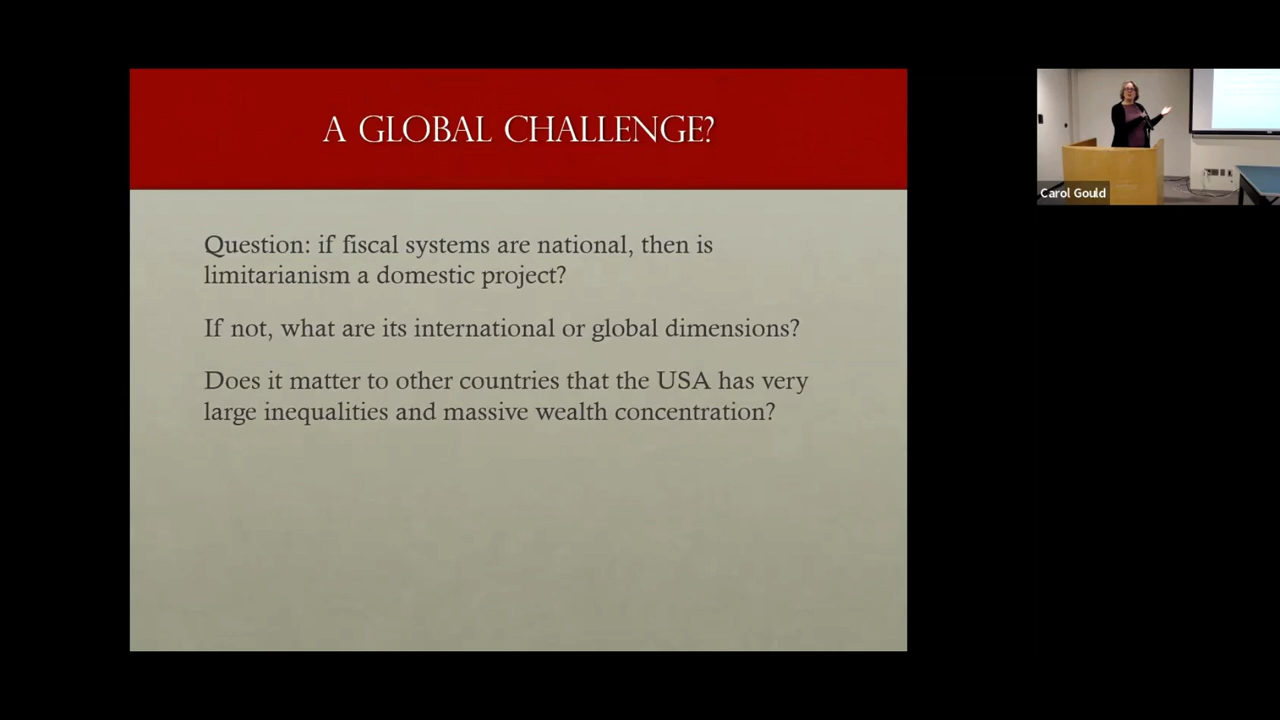 A GLOBAL CHALLENGE?
Question: if fiscal systems are national, then is
limitarianism a domestic project?
If not, what are its international or global dimensions?
Does it matter to other countries that the USA has very
large inequalities and massive wealth concentration?
Carol Gould